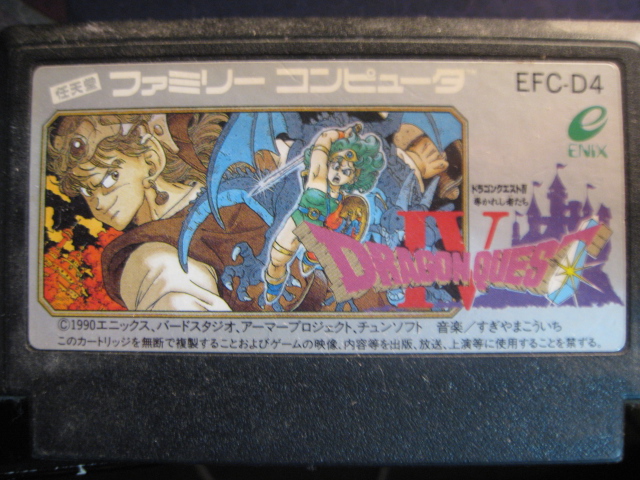 任天堂 ファミリー コンピュータ™
EFC-D4
ENIX
ドラゴンクエストIV
導かれし者たち
IV
DRAGON QUEST
©1990エニックス、バードスタジオ、アーマープロジェクト、チュンソフト 音楽/すぎやまこういち
このカートリッジを無断で複製することおよびゲームの映像、内容等を出版、放送、上演等に使用することを禁ずる。